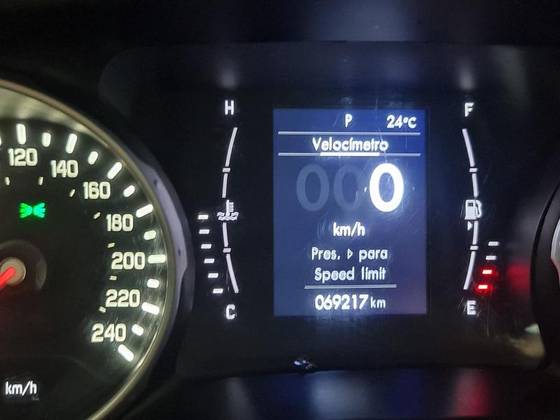 120
140
160
180
200
220
240
km/h
H
C
P 24°C
Velocímetro
000
km/h
Pres. ▷ para
Speed limit
069217 km
F
E